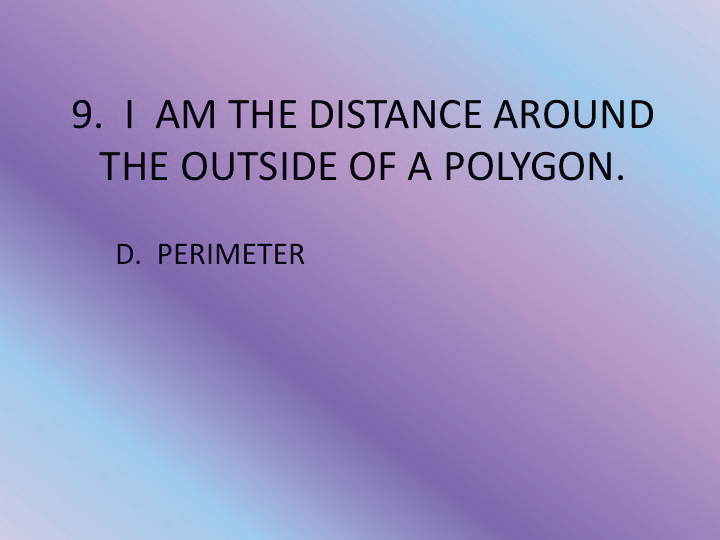 9.  I  AM THE DISTANCE AROUND
THE OUTSIDE OF A POLYGON.
D.  PERIMETER